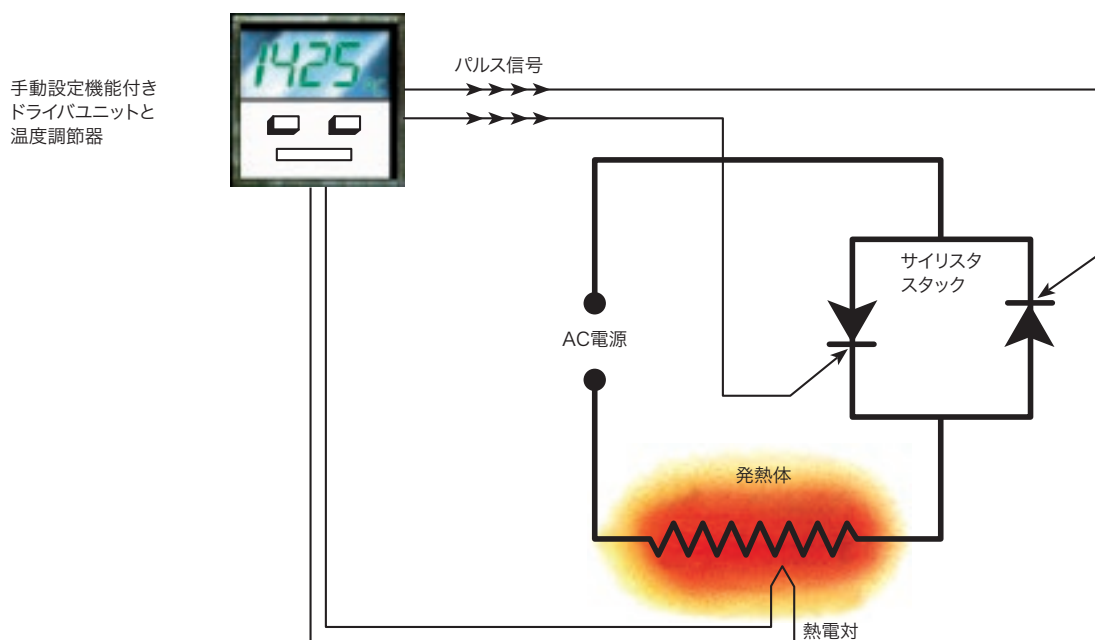 1425
パルス信号
手動設定機能付き
ドライバユニットと
温度調節器
サイリスタ
スタック
AC電源
発熱体
熱電対